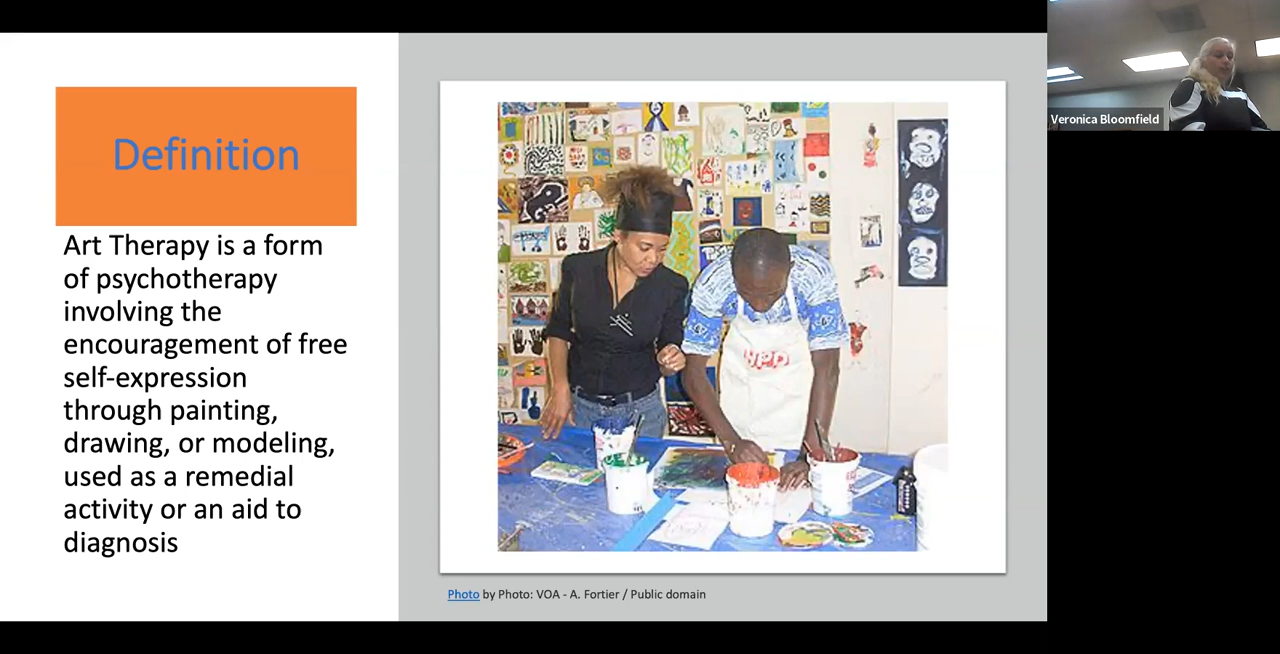 Definition
Art Therapy is a form
of psychotherapy
involving the
encouragement of free
self-expression
through painting,
drawing, or modeling,
used as a remedial
activity or an aid to
diagnosis
Photo by Photo: VOA - A. Fortier / Public domain
Veronica Bloomfield